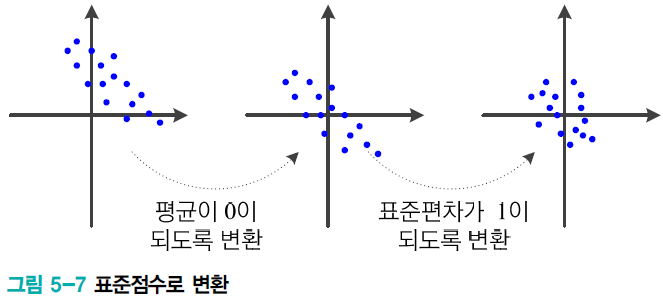 평균이 0이
되도록 변환
표준편차가 1이
되도록 변환
그림 5-7 표준점수로 변환